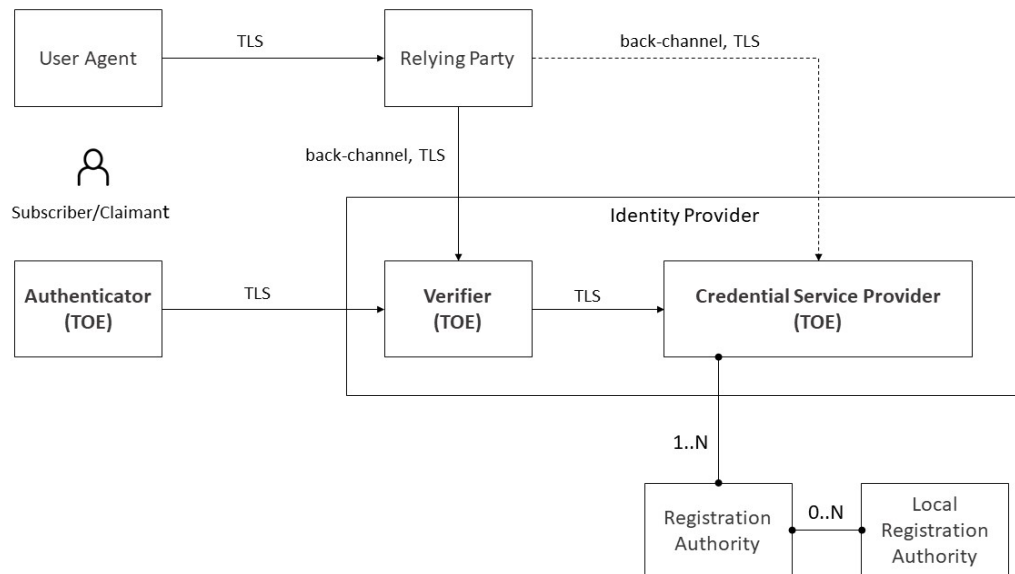 User Agent
TLS
Relying Party
back-channel, TLS
back-channel, TLS
Subscriber/Claimant
Identity Provider
Authenticator
(TOE)
TLS
Verifier
(TOE)
TLS
Credential Service Provider
(TOE)
1..N
Registration
Authority
0..N
Local
Registration
Authority